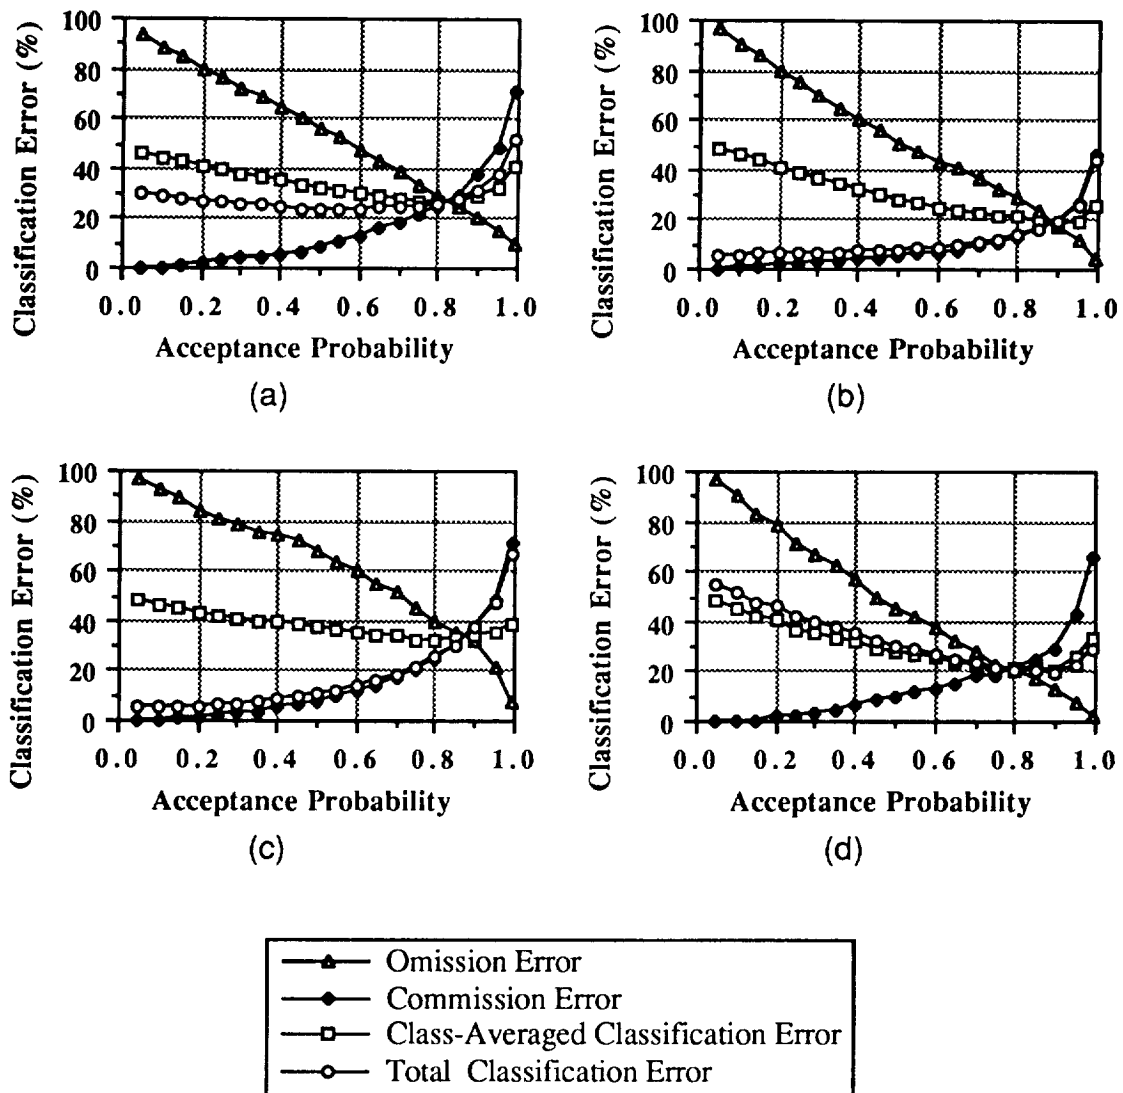 100
80
60
40
20
0
Classification Error (%)
0.0 0.2 0.4 0.6 0.8 1.0
Acceptance Probability
(a)
100
80
60
40
20
0
Classification Error (%)
0.0 0.2 0.4 0.6 0.8 1.0
Acceptance Probability
(b)
100
80
60
40
20
0
Classification Error (%)
0.0 0.2 0.4 0.6 0.8 1.0
Acceptance Probability
(c)
100
80
60
40
20
0
Classification Error (%)
0.0 0.2 0.4 0.6 0.8 1.0
Acceptance Probability
(d)
Omission Error
Commission Error
Class-Averaged Classification Error
Total Classification Error